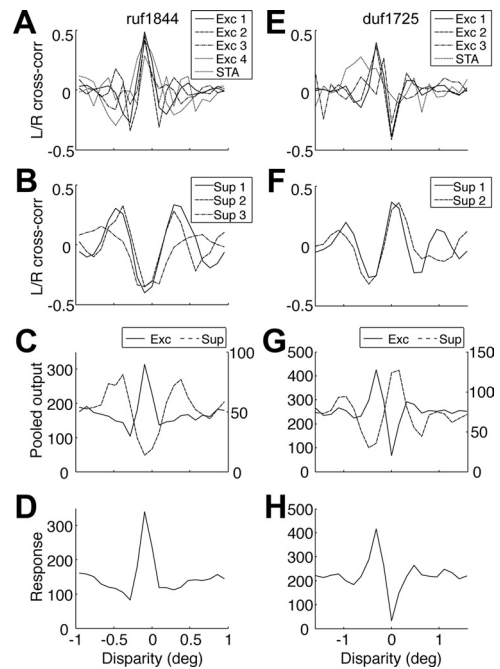 A ruf1844
0.5
0
-0.5
L/R cross-corr
Exc 1
Exc 2
Exc 3
Exc 4
STA
E duf1725
0.5
0
-0.5
L/R cross-corr
Exc 1
Exc 2
Exc 3
STA
B
0.5
0
-0.5
L/R cross-corr
Sup 1
Sup 2
Sup 3
F
0.5
0
-0.5
L/R cross-corr
Sup 1
Sup 2
C
Exc Sup
Pooled output
300
200
100
0
100
50
0
G
Exc Sup
500
400
300
200
100
0
150
100
50
0
D
Response
300
200
100
0
-1 -0.5 0 0.5 1
Disparity (deg)
H
500
400
300
200
100
0
-1 0 1
Disparity (deg)